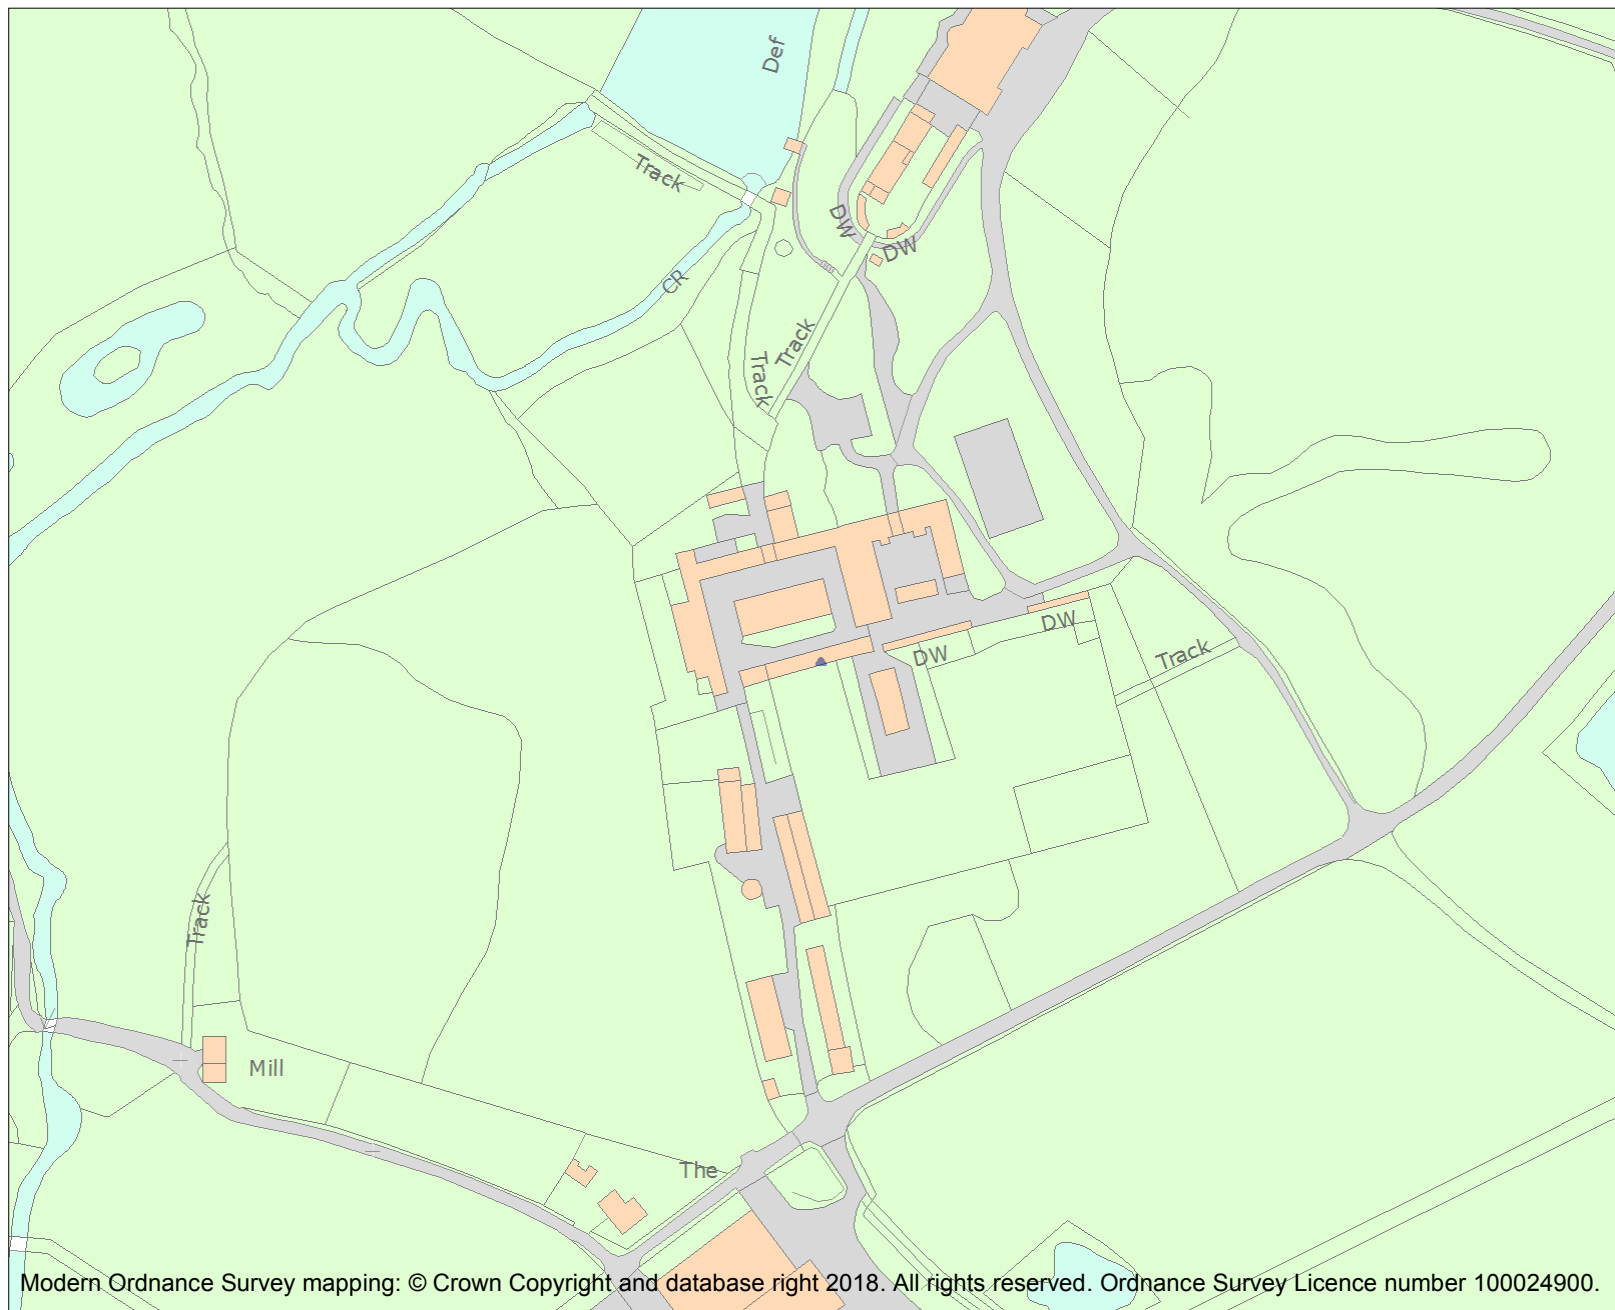 Def
Track
DW
DW
CR
Track
Track
DW
DW
Track
Track
Mill
The
Modern Ordnance Survey mapping: © Crown Copyright and database right 2018. All rights reserved. Ordnance Survey Licence number 100024900.